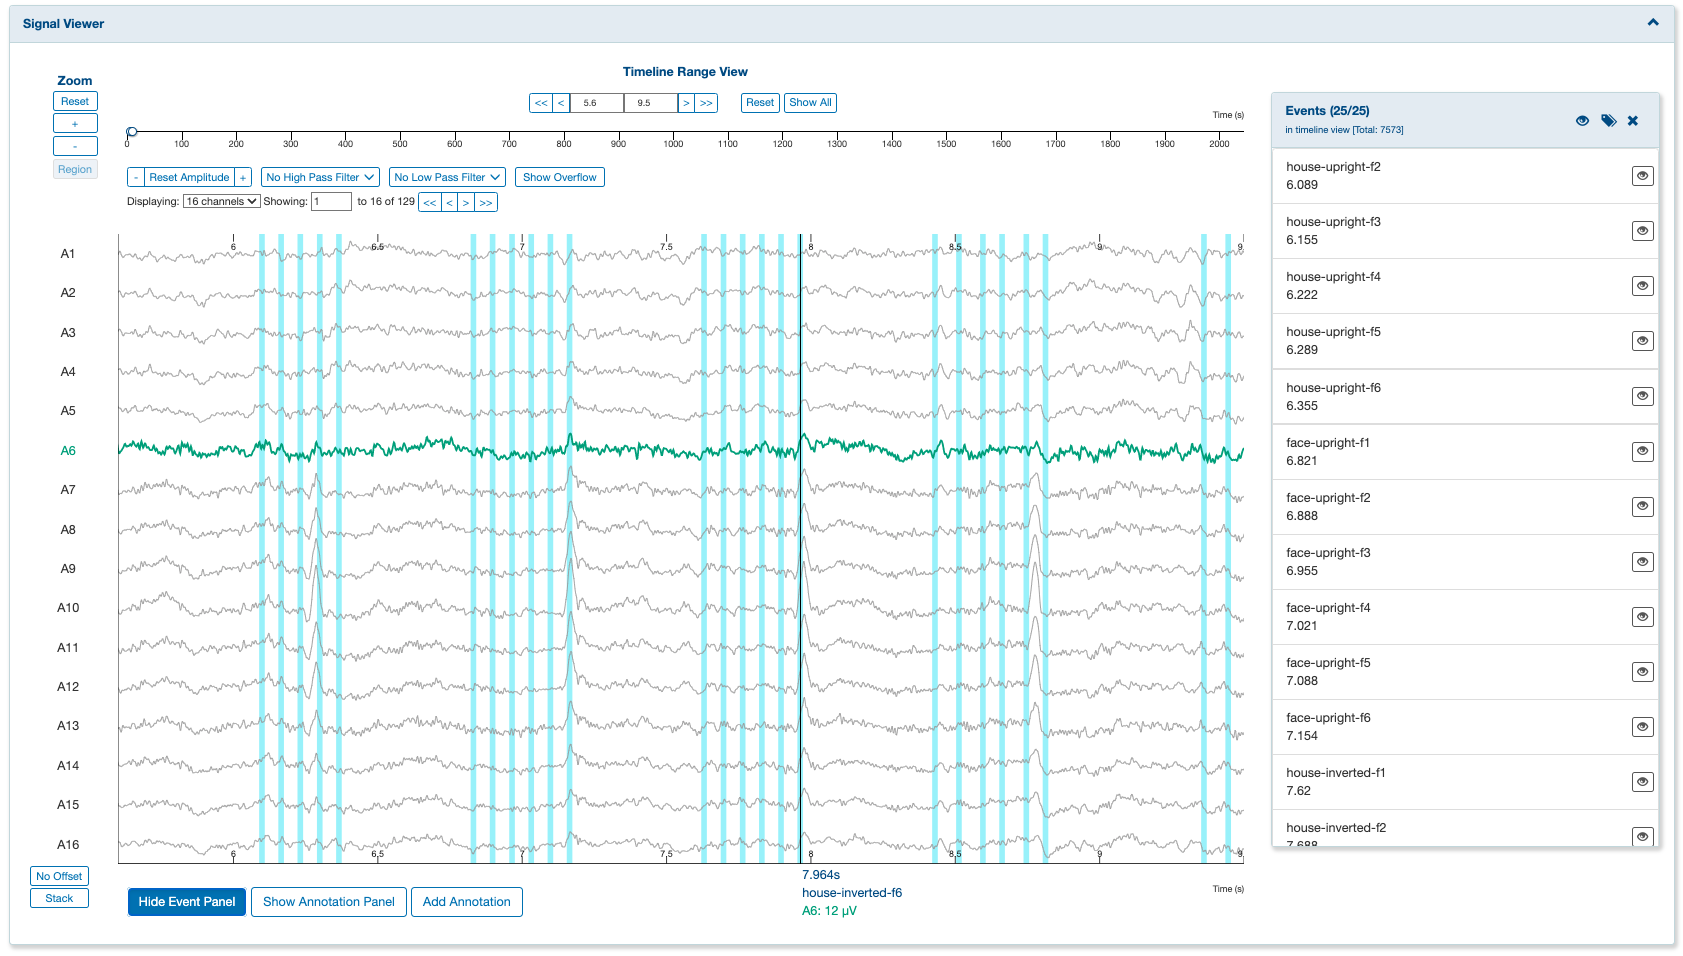 Signal Viewer
Zoom
Reset
+
-
Region
Timeline Range View
<< < 5.6 9.5 > >> Reset Show All
Time (s)
0 100 200 300 400 500 600 700 800 900 1000 1100 1200 1300 1400 1500 1600 1700 1800 1900 2000
- Reset Amplitude + No High Pass Filter No Low Pass Filter Show Overflow
Displaying: 16 channels Showing: 1 to 16 of 129 << < > >>
6 6.5 7 7.5 8 8.5 9 9
A1
A2
A3
A4
A5
A6
A7
A8
A9
A10
A11
A12
A13
A14
A15
A16
6 6.5 7 7.5 8 8.5 9 9
No Offset
Stack
7.964s
house-inverted-f6
A6: 12 µV
Time (s)
Hide Event Panel Show Annotation Panel Add Annotation
Events (25/25)
in timeline view [Total: 7573]
house-upright-f2
6.089
house-upright-f3
6.155
house-upright-f4
6.222
house-upright-f5
6.289
house-upright-f6
6.355
face-upright-f1
6.821
face-upright-f2
6.888
face-upright-f3
6.955
face-upright-f4
7.021
face-upright-f5
7.088
face-upright-f6
7.154
house-inverted-f1
7.62
house-inverted-f2
7.688